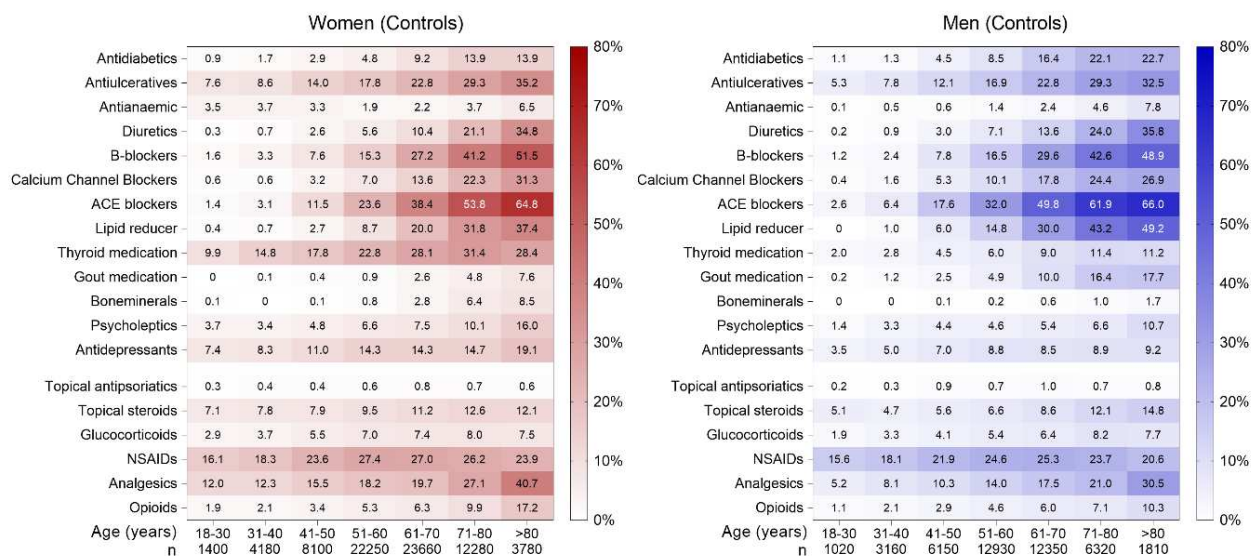 Women (Controls)
80%
70%
60%
50%
40%
30%
20%
10%
0%
Antidiabetics 0.9 1.7 2.9 4.8 9.2 13.9 13.9
Antiulceratives 7.6 8.6 14.0 17.8 22.8 29.3 35.2
Antianaemic 3.5 3.7 3.3 1.9 2.2 3.7 6.5
Diuretics 0.3 0.7 2.6 5.6 10.4 21.1 34.8
B-blockers 1.6 3.3 7.6 15.3 27.2 41.2 51.5
Calcium Channel Blockers 0.6 0.6 3.2 7.0 13.6 22.3 31.3
ACE blockers 1.4 3.1 11.5 23.6 38.4 53.8 64.8
Lipid reducer 0.4 0.7 2.7 8.7 20.0 31.8 37.4
Thyroid medication 9.9 14.8 17.8 22.8 28.1 31.4 28.4
Gout medication 0 0.1 0.4 0.9 2.6 4.8 7.6
Boneminerals 0.1 0 0.1 0.8 2.8 6.4 8.5
Psycholeptics 3.7 3.4 4.8 6.6 7.5 10.1 16.0
Antidepressants 7.4 8.3 11.0 14.3 14.3 14.7 19.1
Topical antipsoriatics 0.3 0.4 0.4 0.6 0.8 0.7 0.6
Topical steroids 7.1 7.8 7.9 9.5 11.2 12.6 12.1
Glucocorticoids 2.9 3.7 5.5 7.0 7.4 8.0 7.5
NSAIDs 16.1 18.3 23.6 27.4 27.0 26.2 23.9
Analgesics 12.0 12.3 15.5 18.2 19.7 27.1 40.7
Opioids 1.9 2.1 3.4 5.3 6.3 9.9 17.2
Age (years) 18-30 31-40 41-50 51-60 61-70 71-80 >80
n 1400 4180 8100 22250 23660 12280 3780
Men (Controls)
80%
70%
60%
50%
40%
30%
20%
10%
0%
Antidiabetics 1.1 1.3 4.5 8.5 16.4 22.1 22.7
Antiulceratives 5.3 7.8 12.1 16.9 22.8 29.3 32.5
Antianaemic 0.1 0.5 0.6 1.4 2.4 4.6 7.8
Diuretics 0.2 0.9 3.0 7.1 13.6 24.0 35.8
B-blockers 1.2 2.4 7.8 16.5 29.6 42.6 48.9
Calcium Channel Blockers 0.4 1.6 5.3 10.1 17.8 24.4 26.9
ACE blockers 2.6 6.4 17.6 32.0 49.8 61.9 66.0
Lipid reducer 0 1.0 6.0 14.8 30.0 43.2 49.2
Thyroid medication 2.0 2.8 4.5 6.0 9.0 11.4 11.2
Gout medication 0.2 1.2 2.5 4.9 10.0 16.4 17.7
Boneminerals 0 0 0.1 0.2 0.6 1.0 1.7
Psycholeptics 1.4 3.3 4.4 4.6 5.4 6.6 10.7
Antidepressants 3.5 5.0 7.0 8.8 8.5 8.9 9.2
Topical antipsoriatics 0.2 0.3 0.9 0.7 1.0 0.7 0.8
Topical steroids 5.1 4.7 5.6 6.6 8.6 12.1 14.8
Glucocorticoids 1.9 3.3 4.1 5.4 6.4 8.2 7.7
NSAIDs 15.6 18.1 21.9 24.6 25.3 23.7 20.6
Analgesics 5.2 8.1 10.3 14.0 17.5 21.0 30.5
Opioids 1.1 2.1 2.9 4.6 6.0 7.1 10.3
Age (years) 18-30 31-40 41-50 51-60 61-70 71-80 >80
n 1020 3160 6150 12930 12350 6320 1810